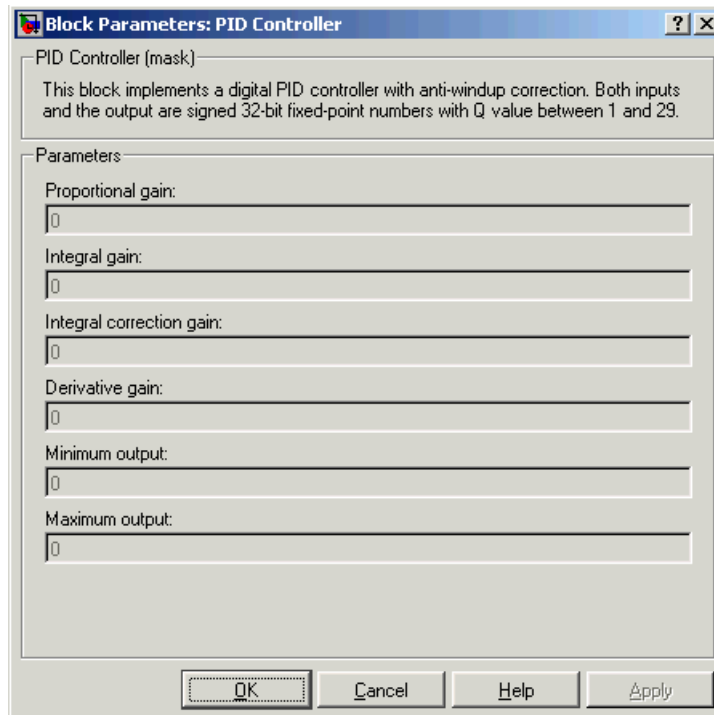 Block Parameters: PID Controller
PID Controller (mask)
This block implements a digital PID controller with anti-windup correction. Both inputs
and the output are signed 32-bit fixed-point numbers with Q value between 1 and 29.
Parameters
Proportional gain:
0
Integral gain:
0
Integral correction gain:
0
Derivative gain:
0
Minimum output:
0
Maximum output:
0
OK Cancel Help Apply